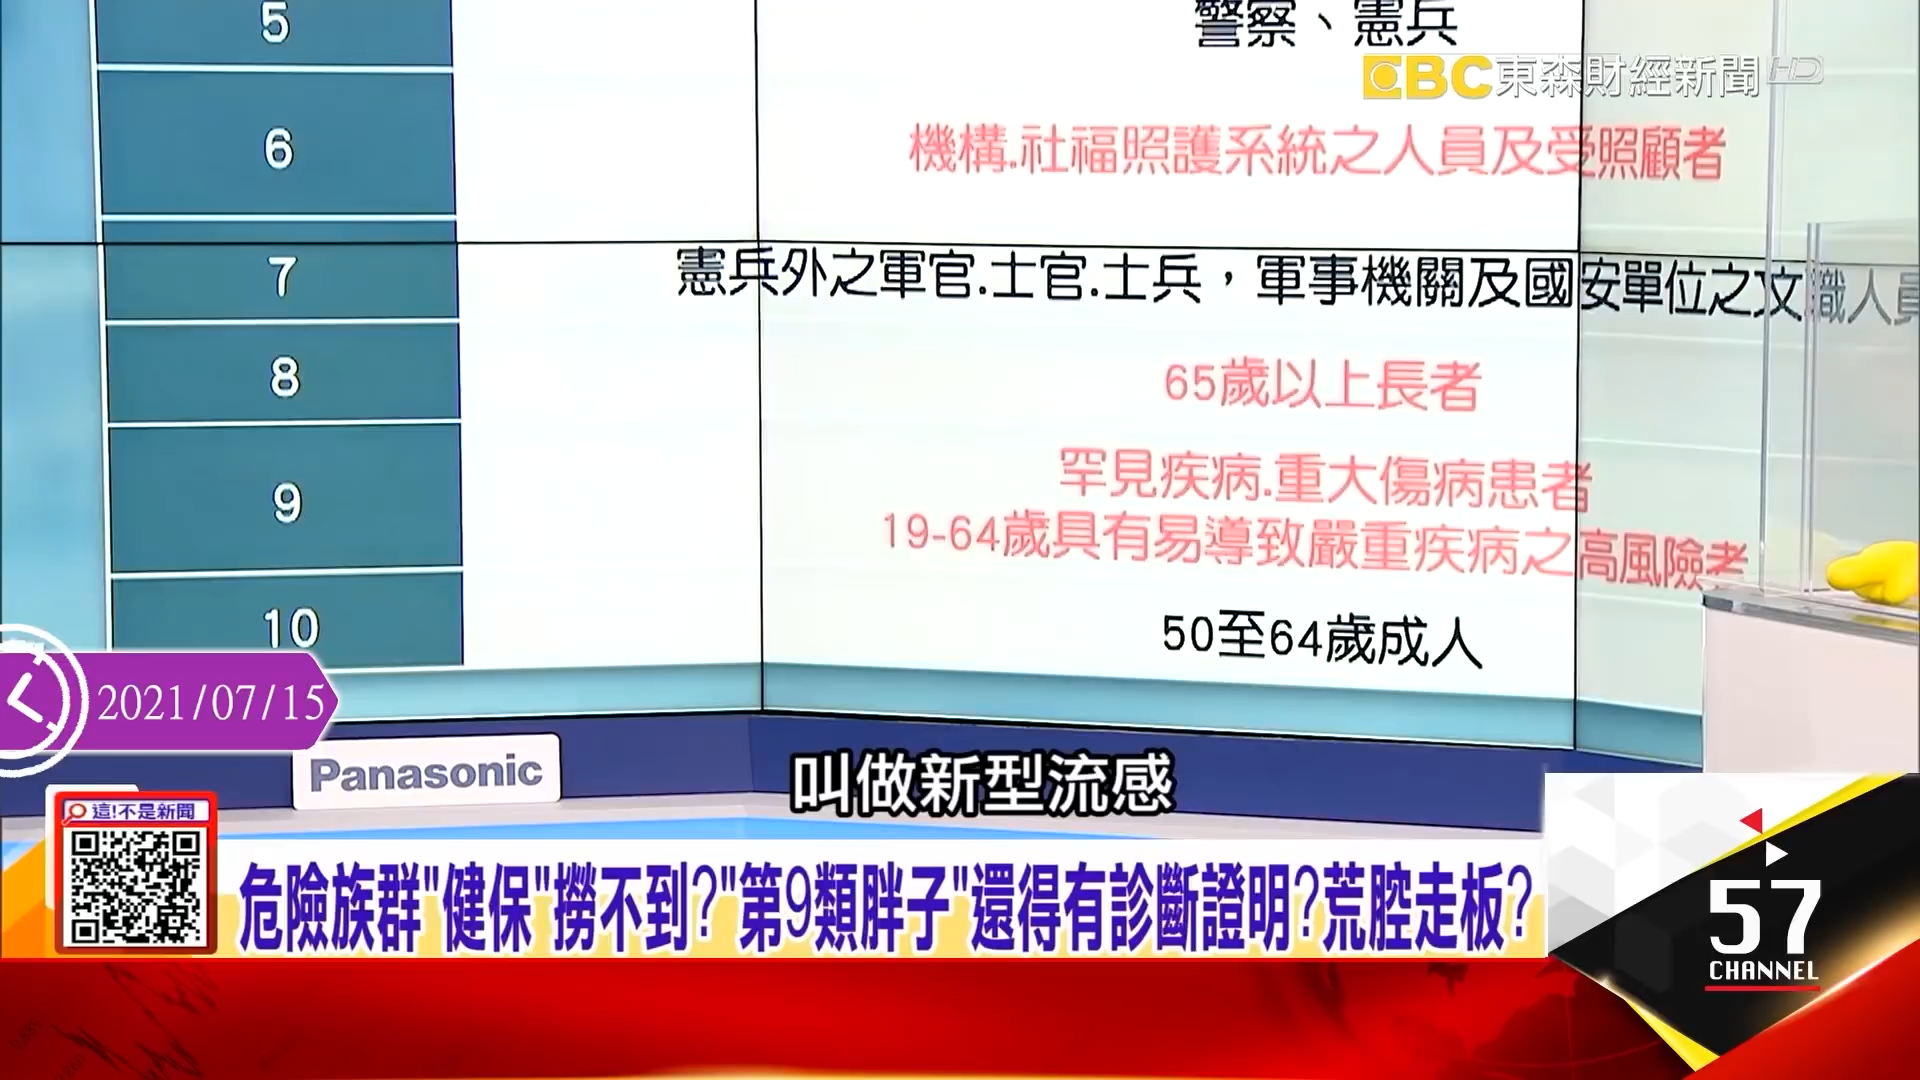 5
警察、憲兵
EBC東森財經新聞HD
6
機構.社福照護系統之人員及受照顧者
7
憲兵外之軍官.士官.士兵，軍事機關及國安單位之文職人員
8
65歲以上長者
9
罕見疾病.重大傷病患者
19-64歲具有易導致嚴重疾病之高風險者
10
50至64歲成人
2021/07/15
Panasonic
叫做新型流感
這!不是新聞
危險族群"健保"撈不到?"第9類胖子"還得有診斷證明?荒腔走板?
57
CHANNEL